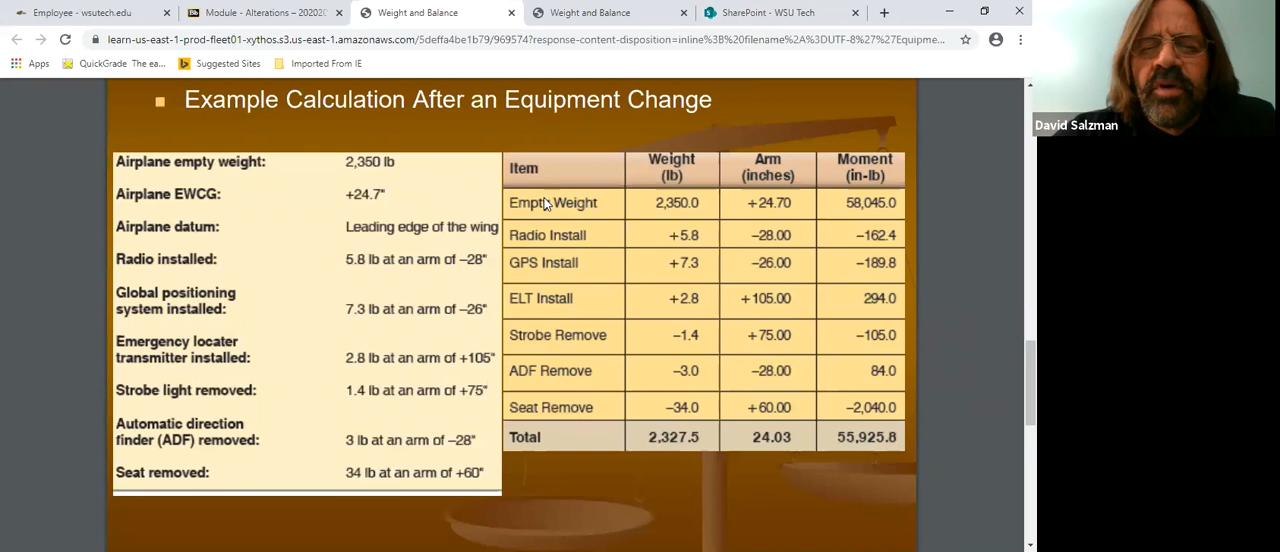 Employee - wsutech.edu
Module - Alterations – 202020
Weight and Balance
Weight and Balance
SharePoint - WSU Tech
learn-us-east-1-prod-fleet01-xythos.s3.us-east-1.amazonaws.com/5deffa4be1b79/969574?response-content-disposition=inline%3B%20filename%2A%3DUTF-8%27%27Equipme...
Apps
QuickGrade The ea...
Suggested Sites
Imported From IE
David Salzman
Example Calculation After an Equipment Change
Airplane empty weight: 2,350 lb
Airplane EWCG: +24.7"
Airplane datum: Leading edge of the wing
Radio installed: 5.8 lb at an arm of –28"
Global positioning
system installed: 7.3 lb at an arm of –26"
Emergency locater
transmitter installed: 2.8 lb at an arm of +105"
Strobe light removed: 1.4 lb at an arm of +75"
Automatic direction
finder (ADF) removed: 3 lb at an arm of –28"
Seat removed: 34 lb at an arm of +60"
Item Weight (lb) Arm (inches) Moment (in-lb)
Empty Weight 2,350.0 +24.70 58,045.0
Radio Install +5.8 –28.00 –162.4
GPS Install +7.3 –26.00 –189.8
ELT Install +2.8 +105.00 294.0
Strobe Remove –1.4 +75.00 –105.0
ADF Remove –3.0 –28.00 84.0
Seat Remove –34.0 +60.00 –2,040.0
Total 2,327.5 24.03 55,925.8